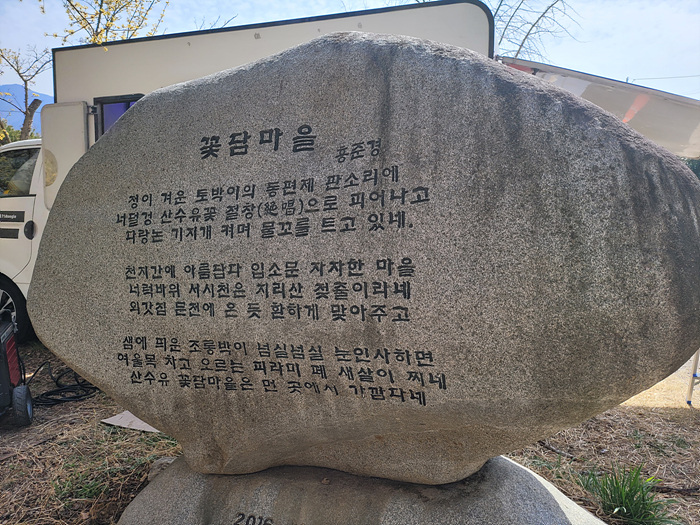 꽃담마을
홍준경
정이 겨운 토박이의 동편제 판소리에
너덜겅 산수유꽃 절창(絶唱)으로 피어나고
다랑논 기지개 켜며 물꼬를 트고 있네.
천지간에 아름답다 입소문 자자한 마을
너럭바위 서시천은 지리산 젖줄이라네
외갓집 문전에 온 듯 환하게 맞아주고
샘에 띄운 조롱박이 넘실넘실 눈인사하면
여울목 차고 오르는 피라미 떼 새살이 찌네
산수유 꽃담마을은 먼 곳에서 가깝다네
2016